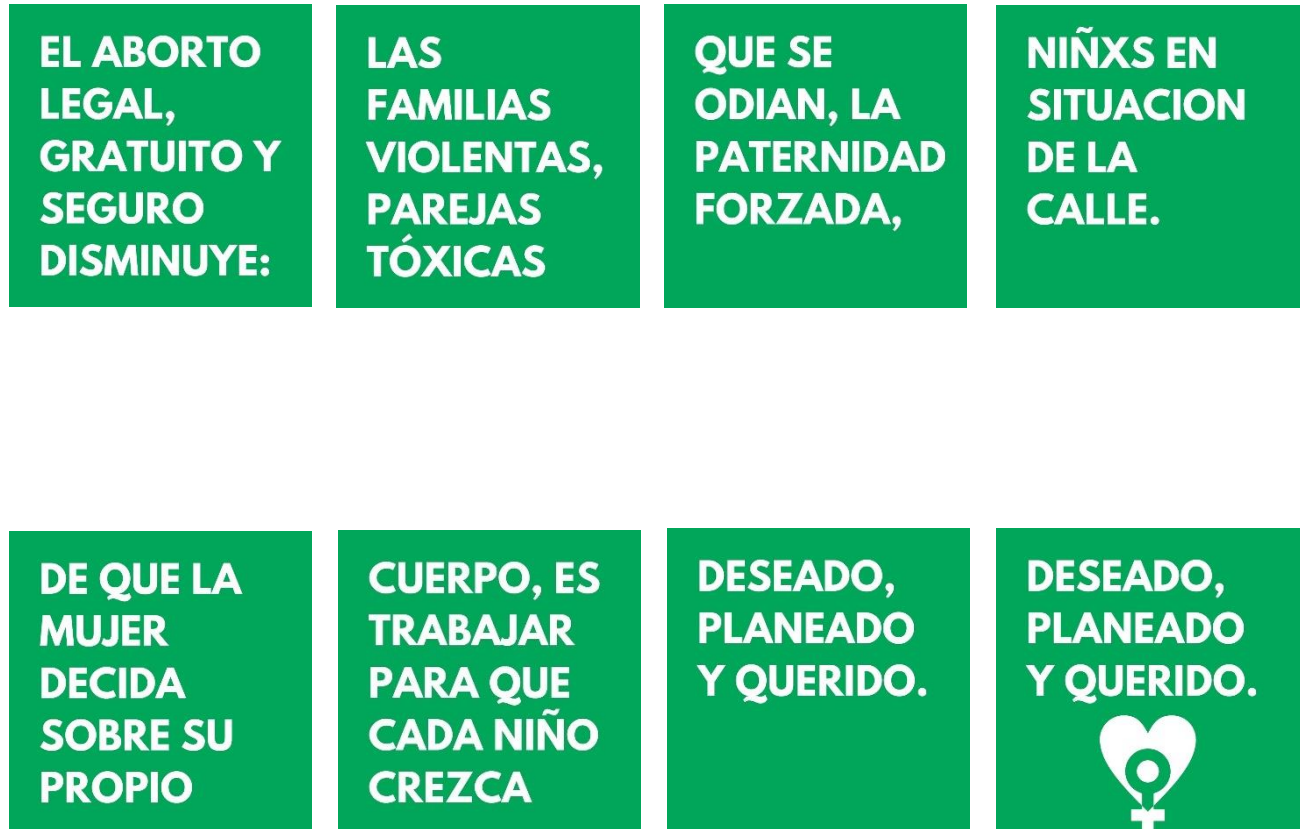 EL ABORTO
LEGAL,
GRATUITO Y
SEGURO
DISMINUYE:
LAS
FAMILIAS
VIOLENTAS,
PAREJAS
TÓXICAS
QUE SE
ODIAN, LA
PATERNIDAD
FORZADA,
NIÑXS EN
SITUACION
DE LA
CALLE.
DE QUE LA
MUJER
DECIDA
SOBRE SU
PROPIO
CUERPO, ES
TRABAJAR
PARA QUE
CADA NIÑO
CREZCA
DESEADO,
PLANEADO
Y QUERIDO.
DESEADO,
PLANEADO
Y QUERIDO.